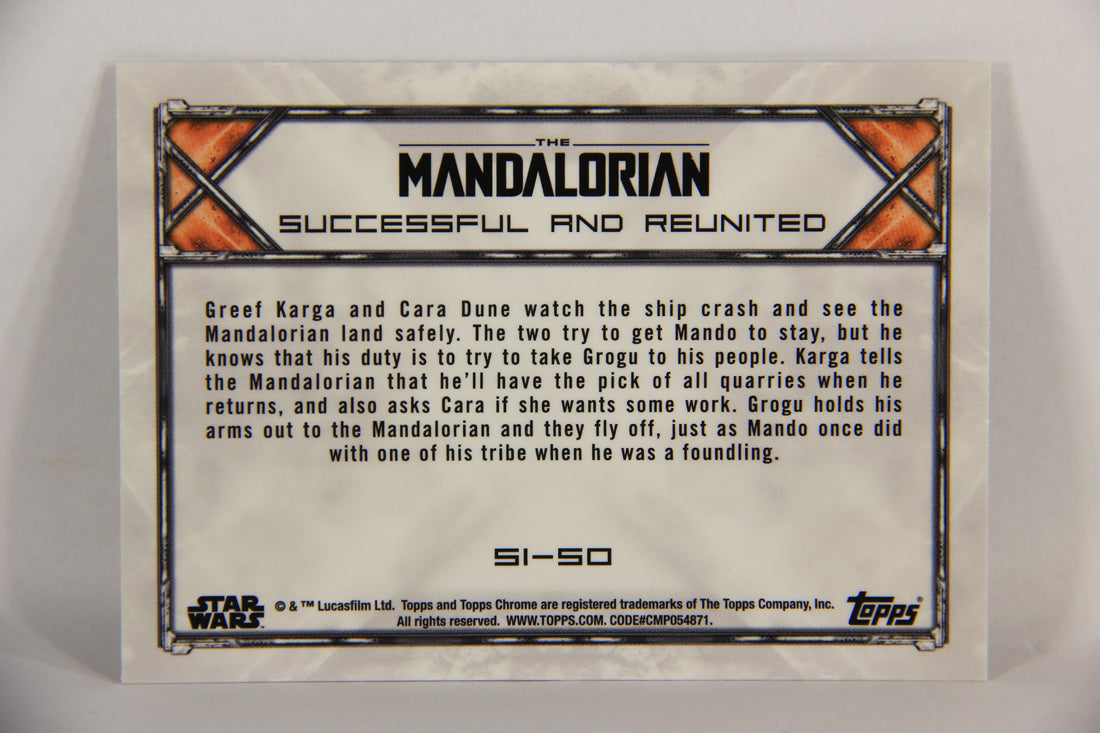 THE
MANDALORIAN
SUCCESSFUL AND REUNITED
Greef Karga and Cara Dune watch the ship crash and see the
Mandalorian land safely. The two try to get Mando to stay, but he
knows that his duty is to try to take Grogu to his people. Karga tells
the Mandalorian that he'll have the pick of all quarries when he
returns, and also asks Cara if she wants some work. Grogu holds his
arms out to the Mandalorian and they fly off, just as Mando once did
with one of his tribe when he was a foundling.
S1-50
STAR
WARS™
© & ™ Lucasfilm Ltd. Topps and Topps Chrome are registered trademarks of The Topps Company, Inc.
All rights reserved. WWW.TOPPS.COM. CODE#CMP054871.
Topps®